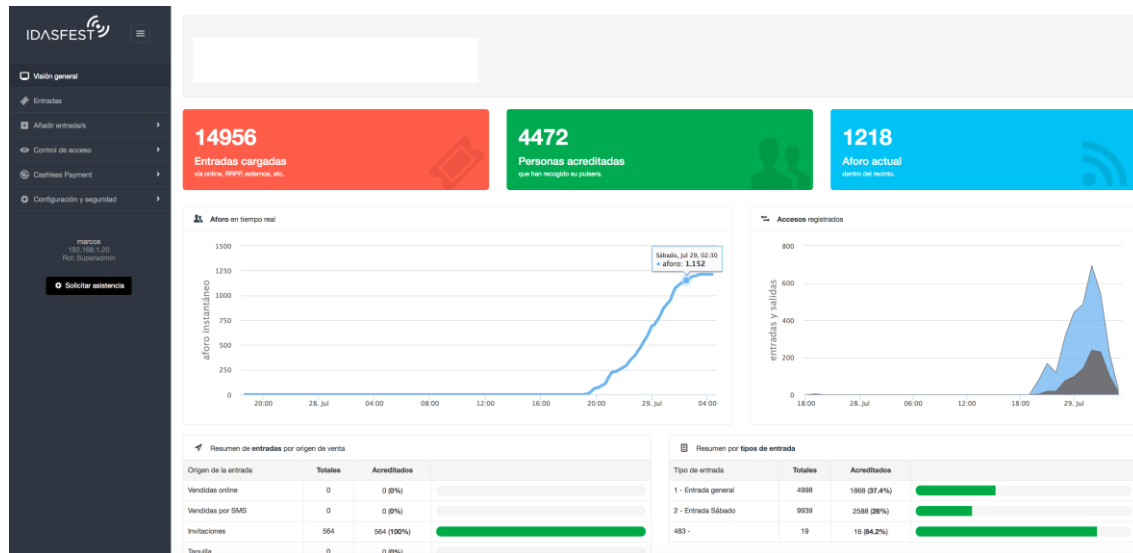 IDASFEST
Visión general
Entradas
Añadir entrada/s
Control de acceso
Cashless Payment
Configuración y seguridad
marcos
192.168.1.20
Rol: Superadmin
Solicitar asistencia
14956
Entradas cargadas
vía online, RRPP, externos, etc.
4472
Personas acreditadas
que han recogido su pulsera.
1218
Aforo actual
dentro del recinto.
Aforo en tiempo real
aforo instantáneo
1500
1250
1000
750
500
250
0
Sábado, Jul 29, 02:30
aforo: 1.152
20:00 28. Jul 04:00 08:00 12:00 16:00 20:00 29. Jul 04:00
Accesos registrados
entradas y salidas
800
600
400
200
0
18:00 28. Jul 06:00 12:00 18:00 29. Jul
Resumen de entradas por origen de venta
Origen de la entrada Totales Acreditados
Vendidas online 0 0 (0%)
Vendidas por SMS 0 0 (0%)
Invitaciones 564 564 (100%)
Taquilla 0 0 (0%)
Resumen por tipos de entrada
Tipo de entrada Totales Acreditados
1 - Entrada general 4998 1868 (37.4%)
2 - Entrada Sábado 9939 2588 (26%)
483 - 19 16 (84.2%)